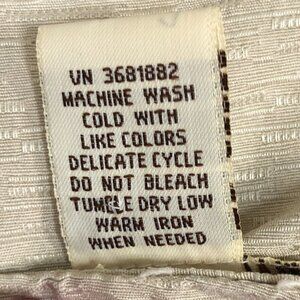 VN 3681882
MACHINE WASH
COLD WITH
LIKE COLORS
DELICATE CYCLE
DO NOT BLEACH
TUMBLE DRY LOW
WARM IRON
WHEN NEEDED